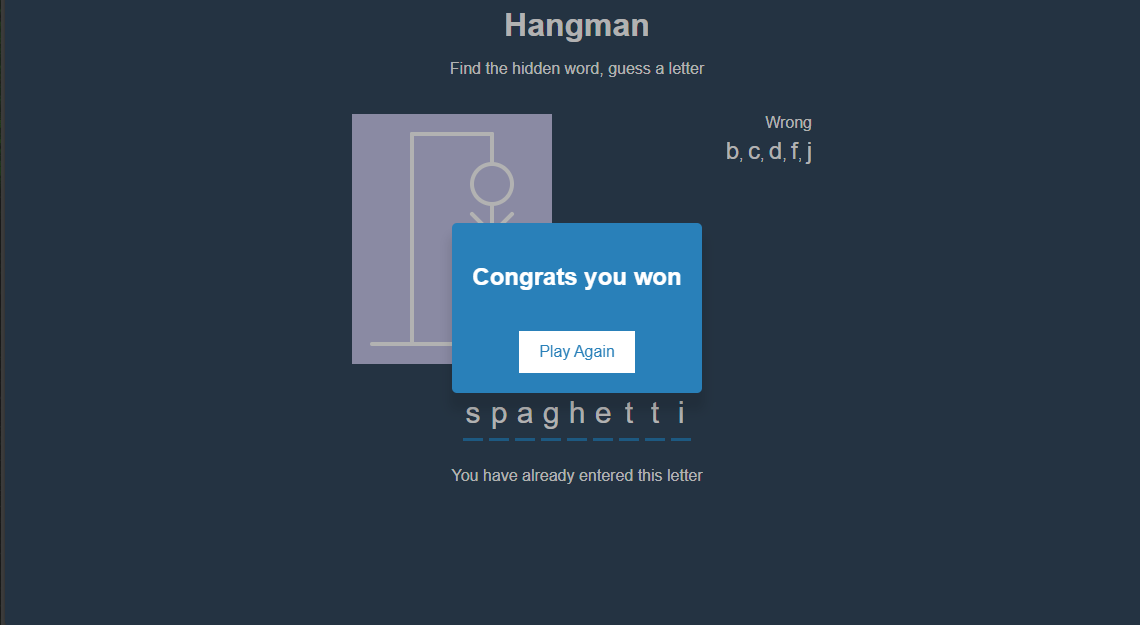 Hangman
Find the hidden word, guess a letter
Wrong
b, c, d, f, j
Congrats you won
Play Again
s p a g h e t t i
You have already entered this letter